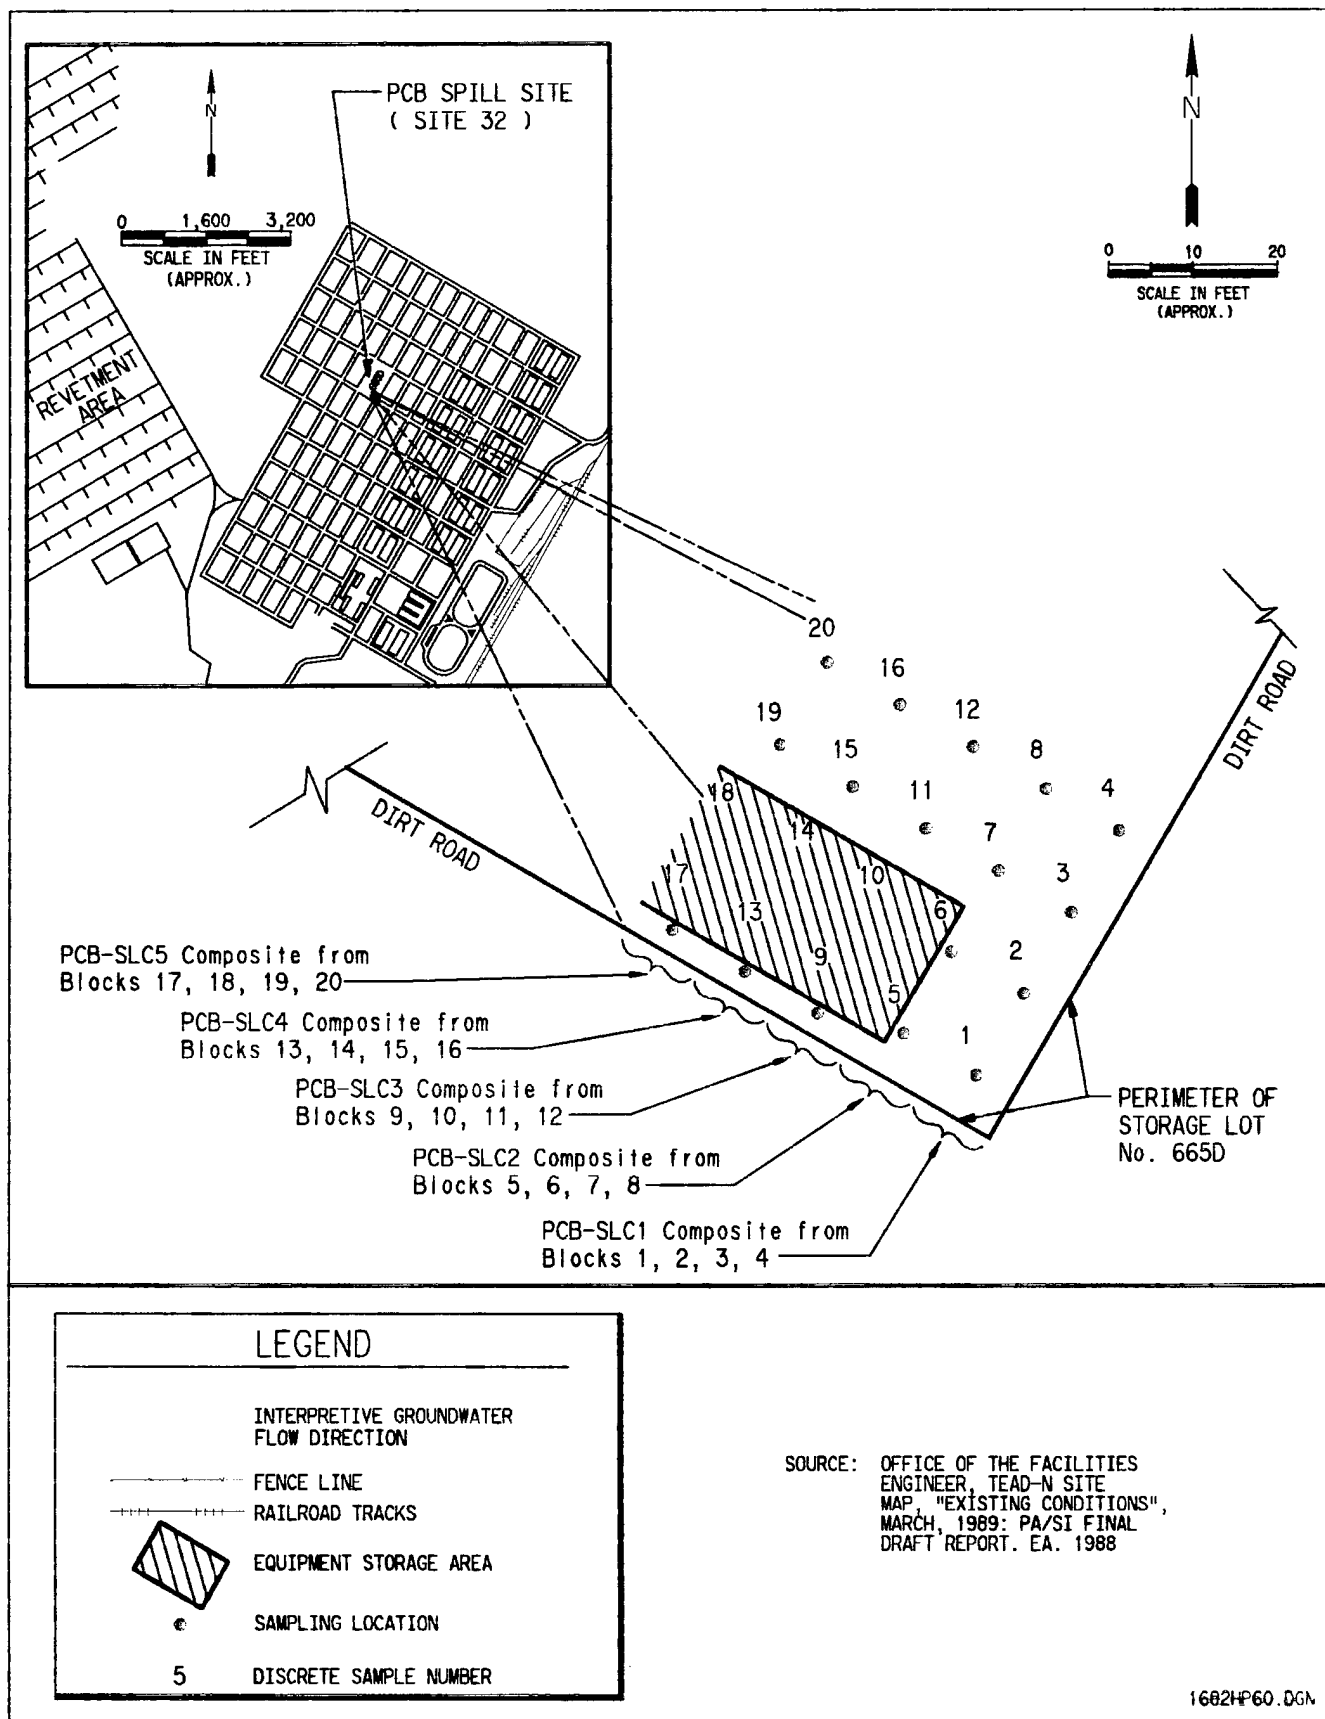 PCB SPILL SITE
( SITE 32 )
N
0 1,600 3,200
SCALE IN FEET
(APPROX.)
REVETMENT
AREA
N
0 10 20
SCALE IN FEET
(APPROX.)
20
16
19
12
15
8
18
11
4
14
7
17
10
3
13
6
9
2
5
1
DIRT ROAD
DIRT ROAD
PCB-SLC5 Composite from
Blocks 17, 18, 19, 20
PCB-SLC4 Composite from
Blocks 13, 14, 15, 16
PCB-SLC3 Composite from
Blocks 9, 10, 11, 12
PCB-SLC2 Composite from
Blocks 5, 6, 7, 8
PCB-SLC1 Composite from
Blocks 1, 2, 3, 4
PERIMETER OF
STORAGE LOT
No. 665D
LEGEND
INTERPRETIVE GROUNDWATER
FLOW DIRECTION
FENCE LINE
RAILROAD TRACKS
EQUIPMENT STORAGE AREA
SAMPLING LOCATION
5 DISCRETE SAMPLE NUMBER
SOURCE: OFFICE OF THE FACILITIES
ENGINEER, TEAD-N SITE
MAP, "EXISTING CONDITIONS",
MARCH, 1989: PA/SI FINAL
DRAFT REPORT. EA. 1988
1682HP60.DGN